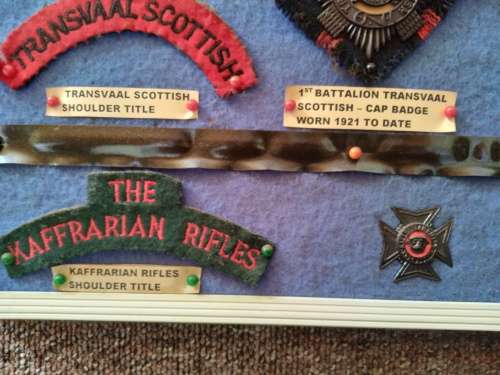 TRANSVAAL SCOTTISH
TRANSVAAL SCOTTISH
SHOULDER TITLE
1ST BATTALION TRANSVAAL
SCOTTISH – CAP BADGE
WORN 1921 TO DATE
THE
KAFFRARIAN RIFLES
KAFFRARIAN RIFLES
SHOULDER TITLE